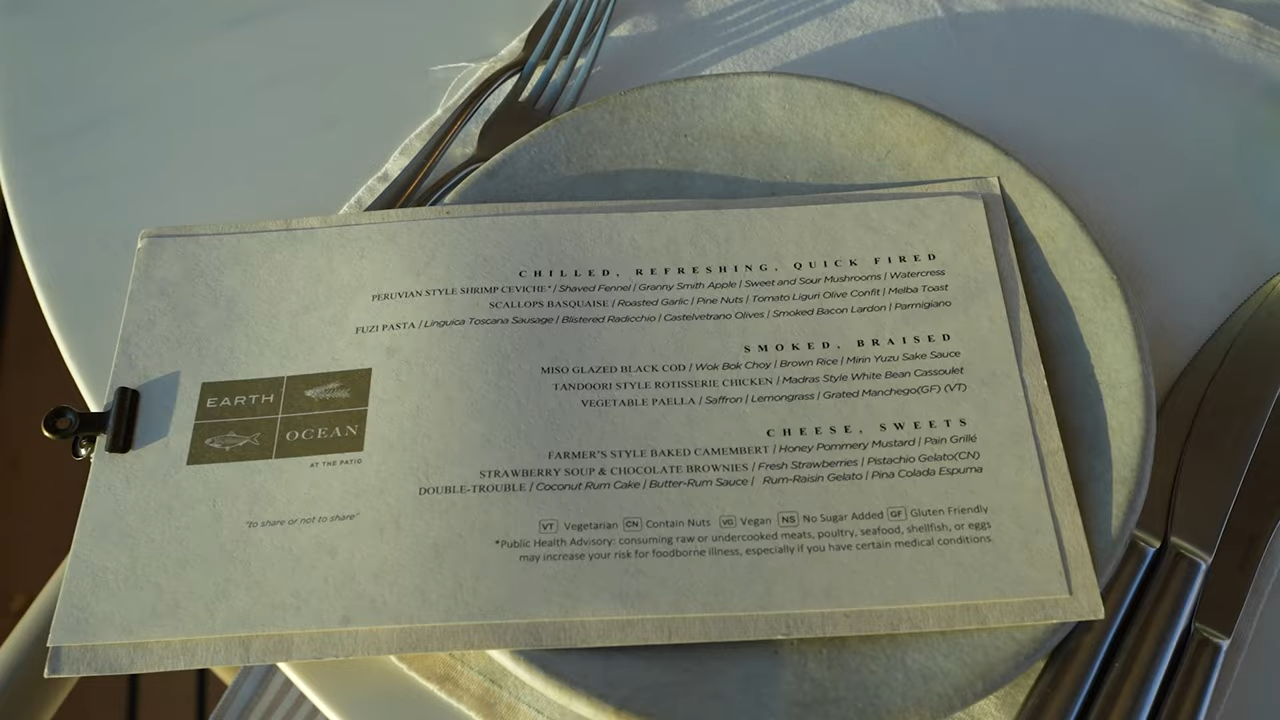 EARTH
OCEAN
AT THE PATIO
"to share or not to share"
CHILLED, REFRESHING, QUICK FIRED
PERUVIAN STYLE SHRIMP CEVICHE* / Shaved Fennel | Granny Smith Apple | Sweet and Sour Mushrooms | Watercress
SCALLOPS BASQUAISE / Roasted Garlic | Pine Nuts | Tomato Liguri Olive Confit | Melba Toast
FUZI PASTA / Linguica Toscana Sausage | Blistered Radicchio | Castelvetrano Olives | Smoked Bacon Lardon | Parmigiano
SMOKED, BRAISED
MISO GLAZED BLACK COD / Wok Bok Choy | Brown Rice | Mirin Yuzu Sake Sauce
TANDOORI STYLE ROTISSERIE CHICKEN / Madras Style White Bean Cassoulet
VEGETABLE PAELLA / Saffron | Lemongrass | Grated Manchego(GF) (VT)
CHEESE, SWEETS
FARMER'S STYLE BAKED CAMEMBERT / Honey Pommery Mustard | Pain Grillé
STRAWBERRY SOUP & CHOCOLATE BROWNIES / Fresh Strawberries | Pistachio Gelato(CN)
DOUBLE-TROUBLE / Coconut Rum Cake | Butter-Rum Sauce | Rum-Raisin Gelato | Pina Colada Espuma
VT Vegetarian CN Contain Nuts VG Vegan NS No Sugar Added GF Gluten Friendly
*Public Health Advisory: consuming raw or undercooked meats, poultry, seafood, shellfish, or eggs
may increase your risk for foodborne illness, especially if you have certain medical conditions.